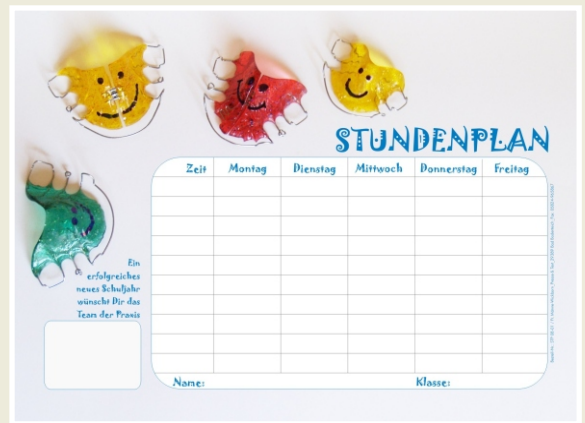 STUNDENPLAN
Zeit Montag Dienstag Mittwoch Donnerstag Freitag
Ein
erfolgreiches
neues Schuljahr
wünscht Dir das
Team der Praxis
Name: Klasse: